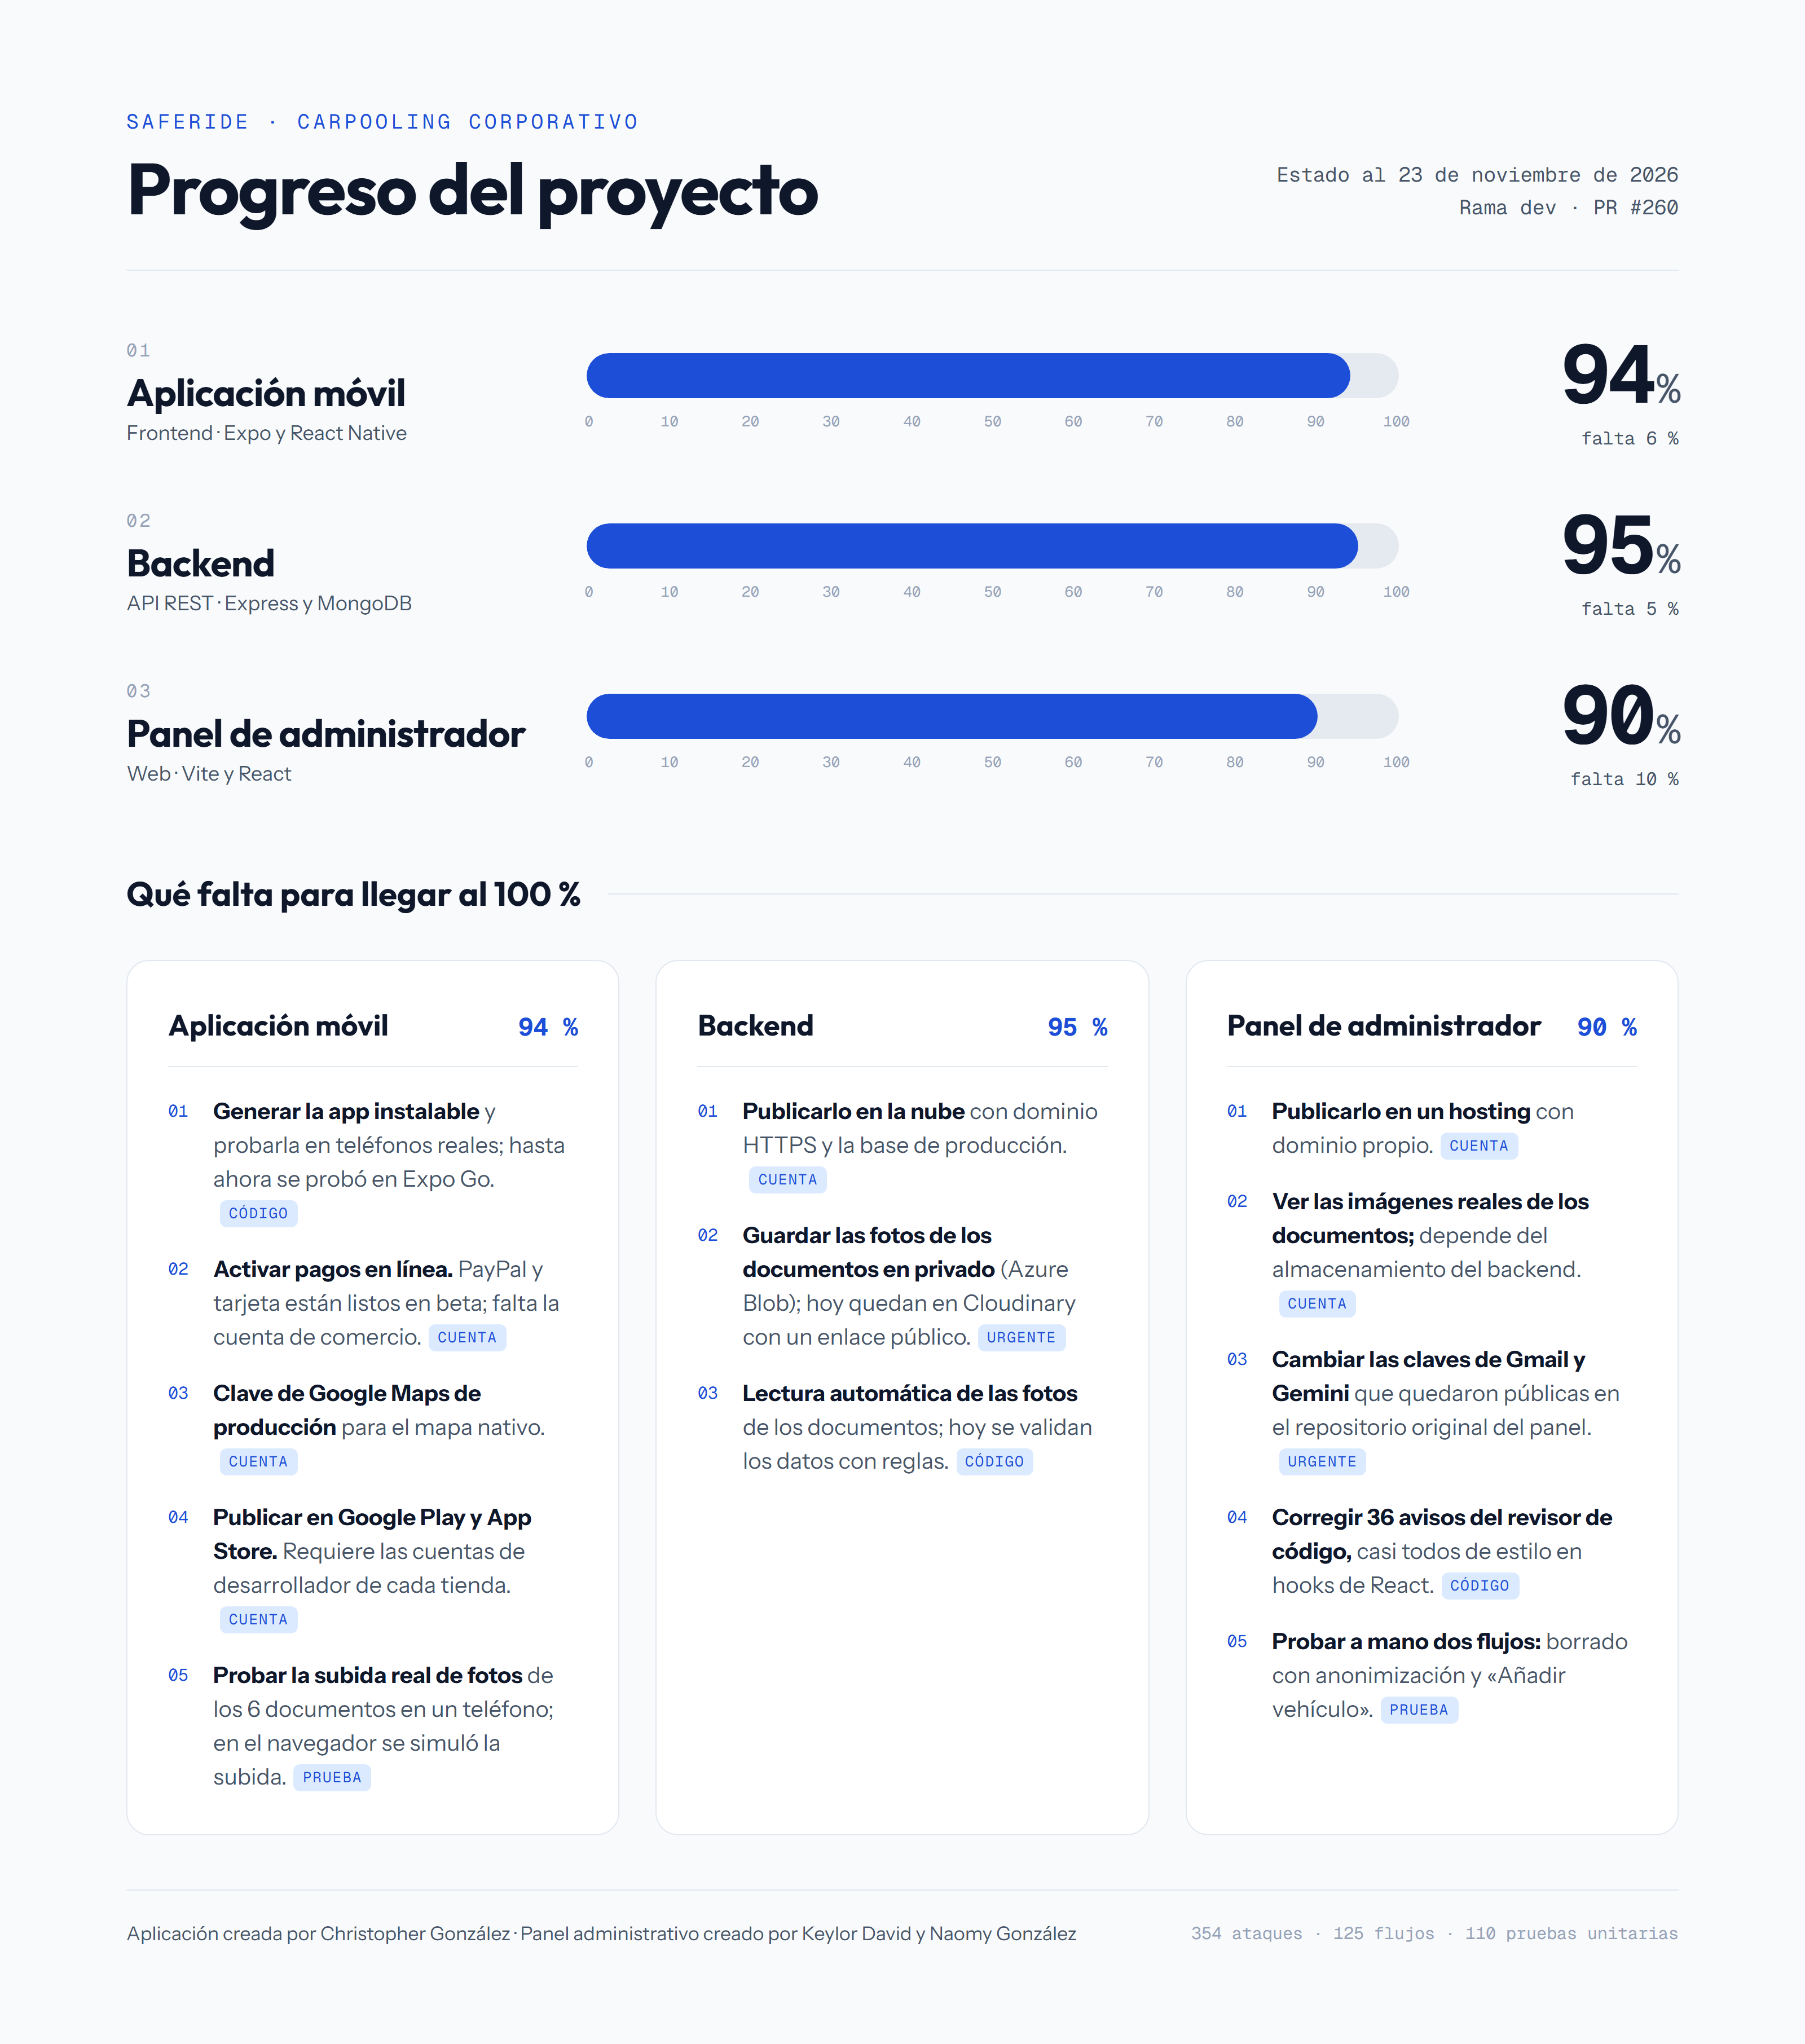 SAFERIDE · CARPOOLING CORPORATIVO
Progreso del proyecto
Estado al 23 de noviembre de 2026
Rama dev · PR #260
01
Aplicación móvil
Frontend · Expo y React Native
0 10 20 30 40 50 60 70 80 90 100
94%
falta 6 %
02
Backend
API REST · Express y MongoDB
0 10 20 30 40 50 60 70 80 90 100
95%
falta 5 %
03
Panel de administrador
Web · Vite y React
0 10 20 30 40 50 60 70 80 90 100
90%
falta 10 %
Qué falta para llegar al 100 %
Aplicación móvil 94 %
01 Generar la app instalable y
probarla en teléfonos reales; hasta
ahora se probó en Expo Go.
CÓDIGO
02 Activar pagos en línea. PayPal y
tarjeta están listos en beta; falta la
cuenta de comercio. CUENTA
03 Clave de Google Maps de
producción para el mapa nativo.
CUENTA
04 Publicar en Google Play y App
Store. Requiere las cuentas de
desarrollador de cada tienda.
CUENTA
05 Probar la subida real de fotos de
los 6 documentos en un teléfono;
en el navegador se simuló la
subida. PRUEBA
Backend 95 %
01 Publicarlo en la nube con dominio
HTTPS y la base de producción.
CUENTA
02 Guardar las fotos de los
documentos en privado (Azure
Blob); hoy quedan en Cloudinary
con un enlace público. URGENTE
03 Lectura automática de las fotos
de los documentos; hoy se validan
los datos con reglas. CÓDIGO
Panel de administrador 90 %
01 Publicarlo en un hosting con
dominio propio. CUENTA
02 Ver las imágenes reales de los
documentos; depende del
almacenamiento del backend.
CUENTA
03 Cambiar las claves de Gmail y
Gemini que quedaron públicas en
el repositorio original del panel.
URGENTE
04 Corregir 36 avisos del revisor de
código, casi todos de estilo en
hooks de React. CÓDIGO
05 Probar a mano dos flujos: borrado
con anonimización y «Añadir
vehículo». PRUEBA
Aplicación creada por Christopher González · Panel administrativo creado por Keylor David y Naomy González
354 ataques · 125 flujos · 110 pruebas unitarias